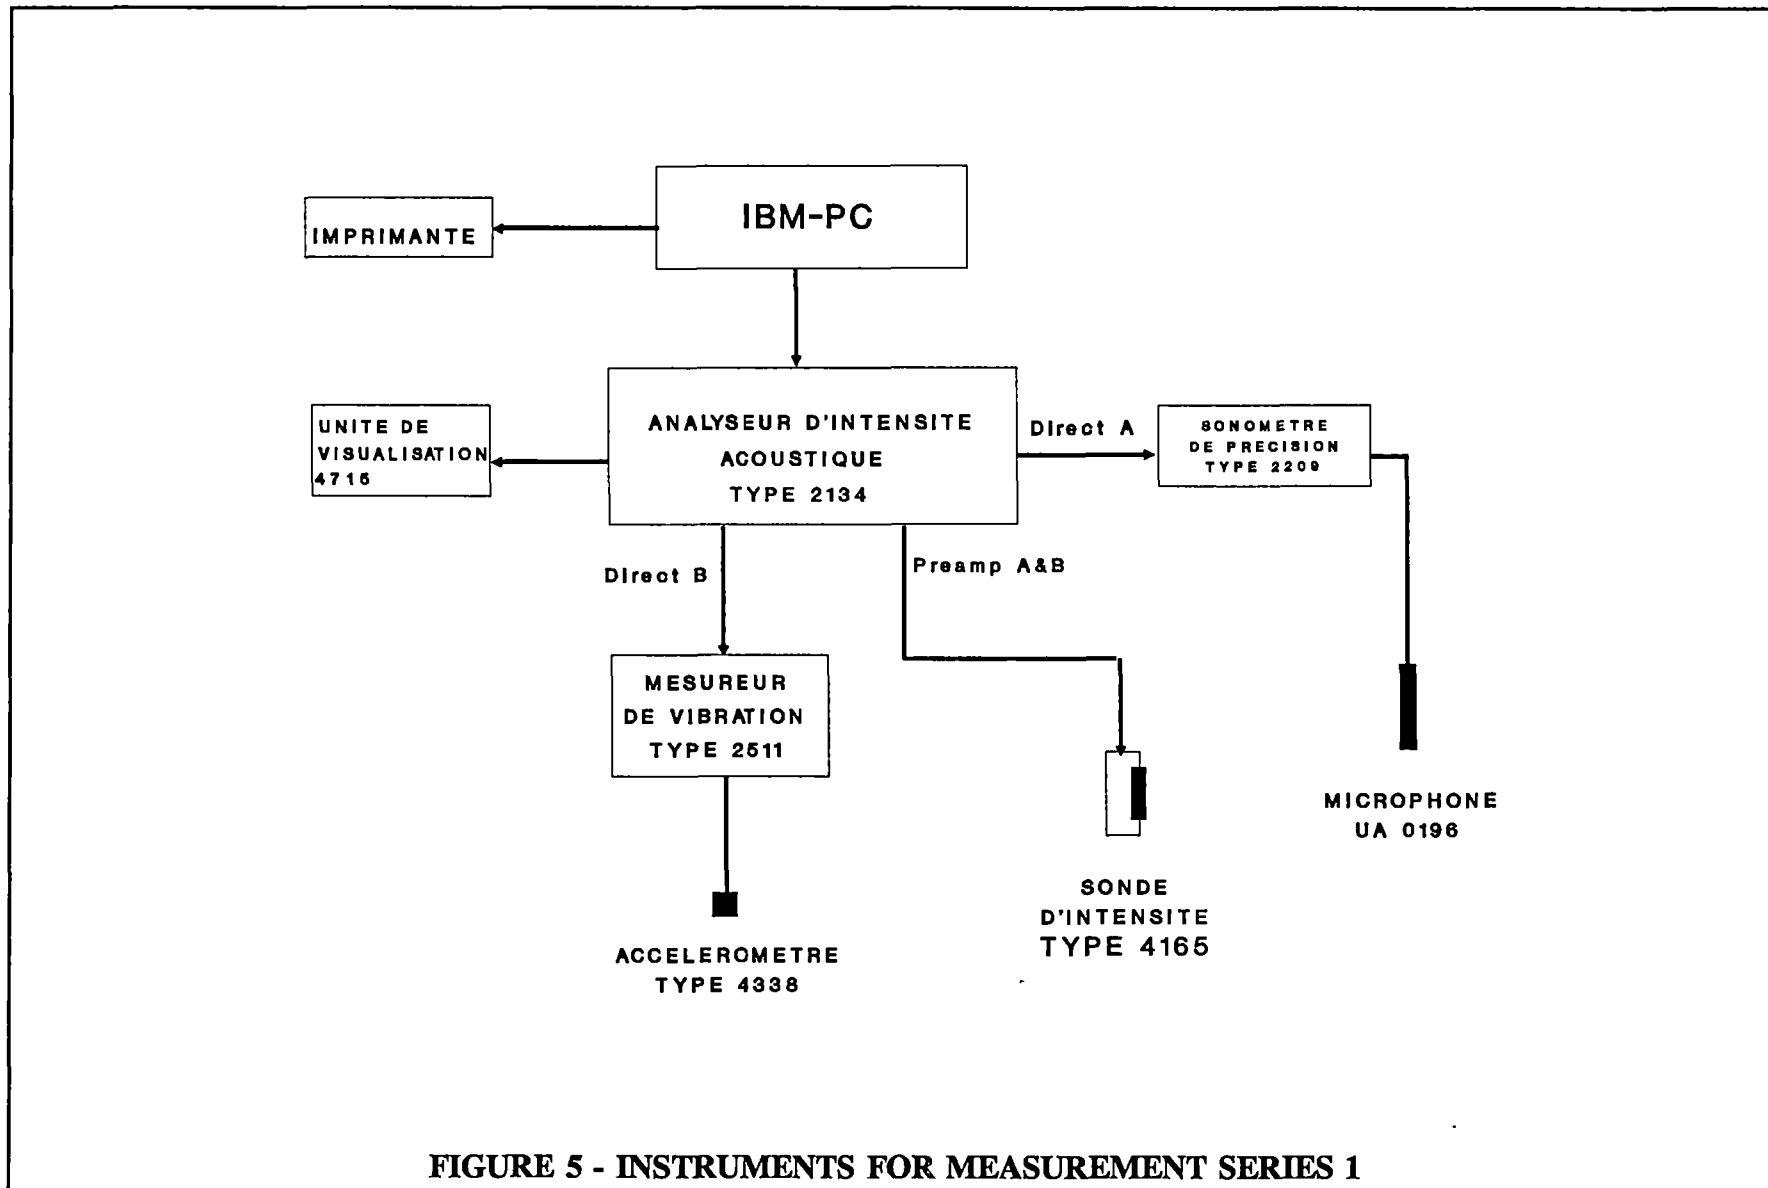 IBM-PC
IMPRIMANTE
UNITE DE
VISUALISATION
4715
ANALYSEUR D'INTENSITE
ACOUSTIQUE
TYPE 2134
Direct A
SONOMETRE
DE PRECISION
TYPE 2209
Direct B
Preamp A&B
MESUREUR
DE VIBRATION
TYPE 2511
MICROPHONE
UA 0196
SONDE
D'INTENSITE
TYPE 4165
ACCELEROMETRE
TYPE 4338
FIGURE 5 - INSTRUMENTS FOR MEASUREMENT SERIES 1